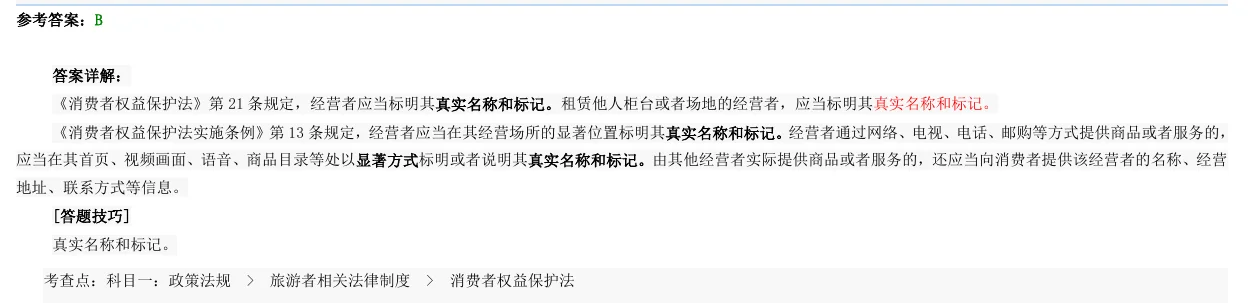 参考答案：B
答案详解：
《消费者权益保护法》第 21 条规定，经营者应当标明其真实名称和标记。租赁他人柜台或者场地的经营者，应当标明其真实名称和标记。
《消费者权益保护法实施条例》第 13 条规定，经营者应当在其经营场所的显著位置标明其真实名称和标记。经营者通过网络、电视、电话、邮购等方式提供商品或者服务的，
应当在其首页、视频画面、语音、商品目录等处以显著方式标明或者说明其真实名称和标记。由其他经营者实际提供商品或者服务的，还应当向消费者提供该经营者的名称、经营
地址、联系方式等信息。
[答题技巧]
真实名称和标记。
考查点：科目一：政策法规 > 旅游者相关法律制度 > 消费者权益保护法